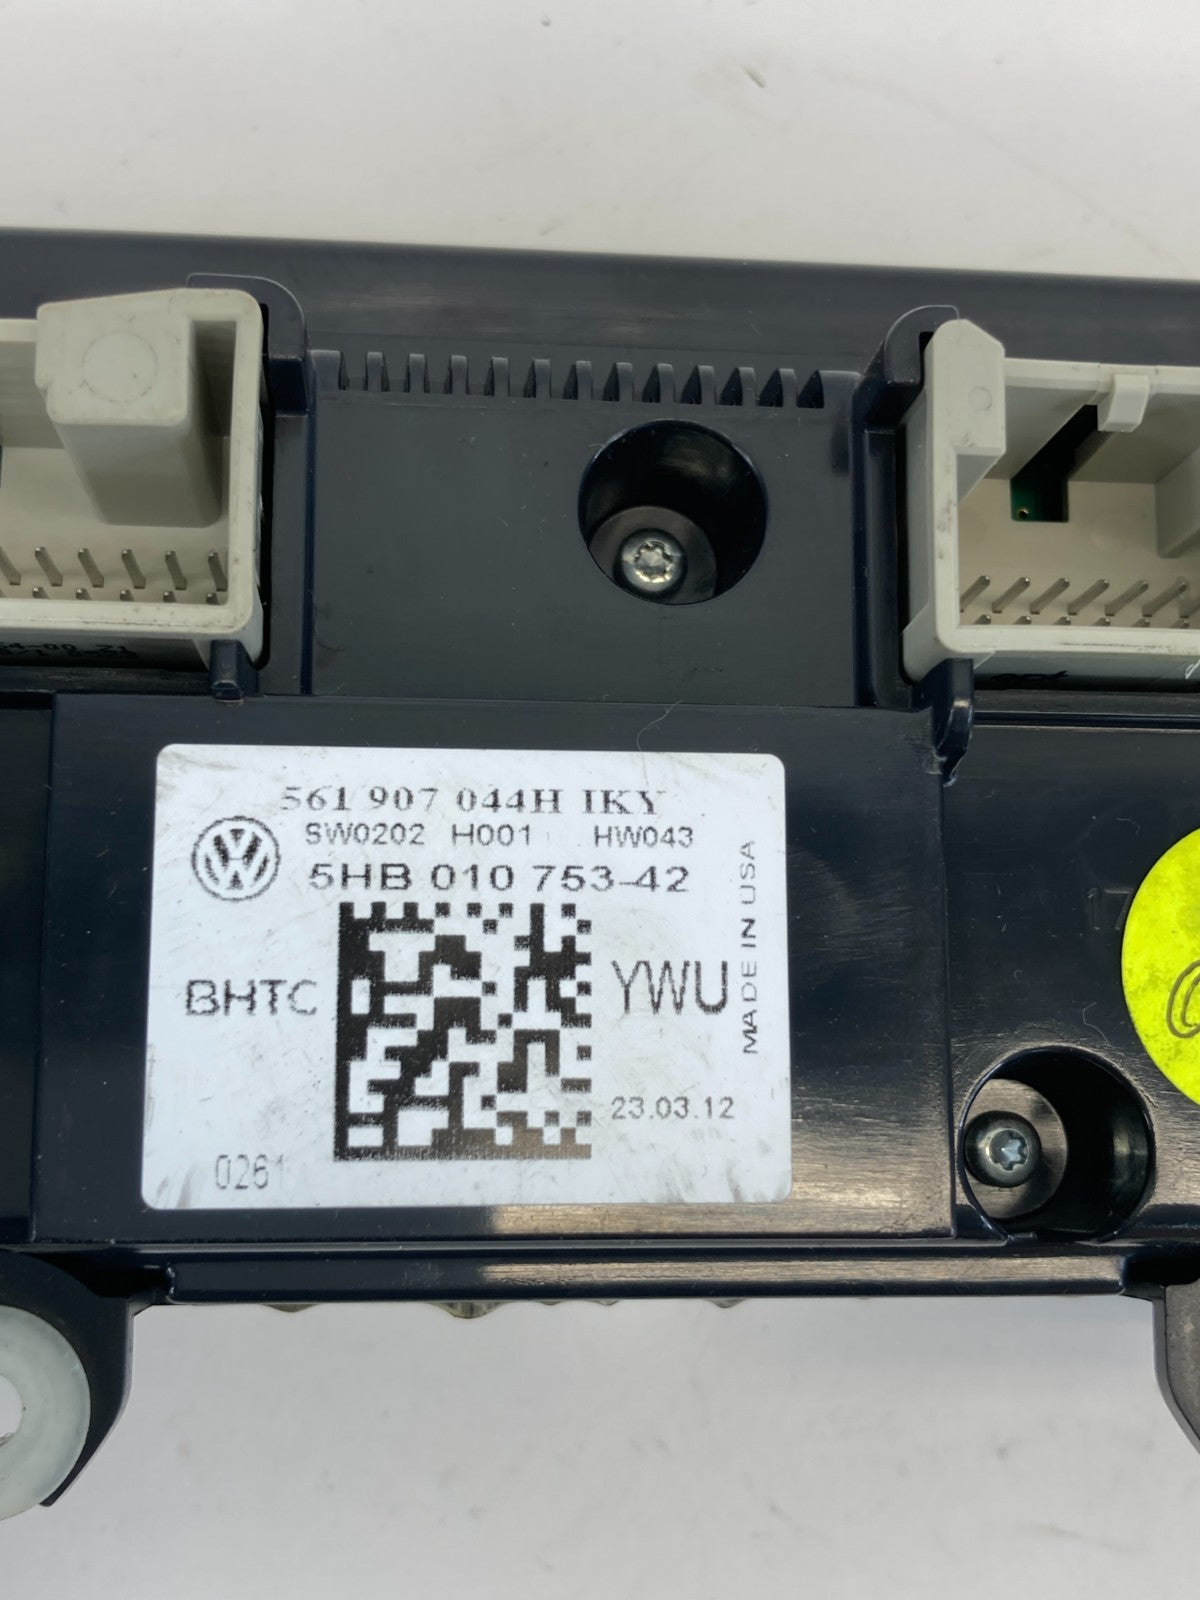 561 907 044H IKY
SW0202 H001 HW043
5HB 010 753-42
BHTC
YWU
MADE IN USA
23.03.12
0261
17